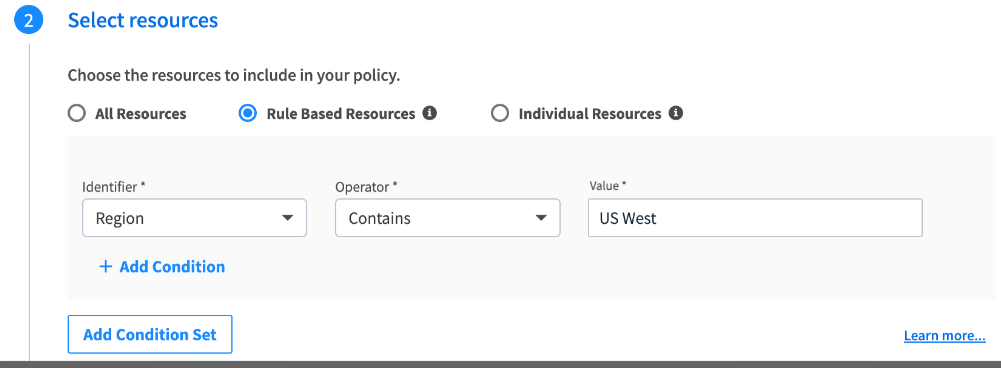 2 Select resources
Choose the resources to include in your policy.
All Resources Rule Based Resources i Individual Resources i
Identifier * Operator * Value *
Region Contains US West
+ Add Condition
Add Condition Set Learn more...